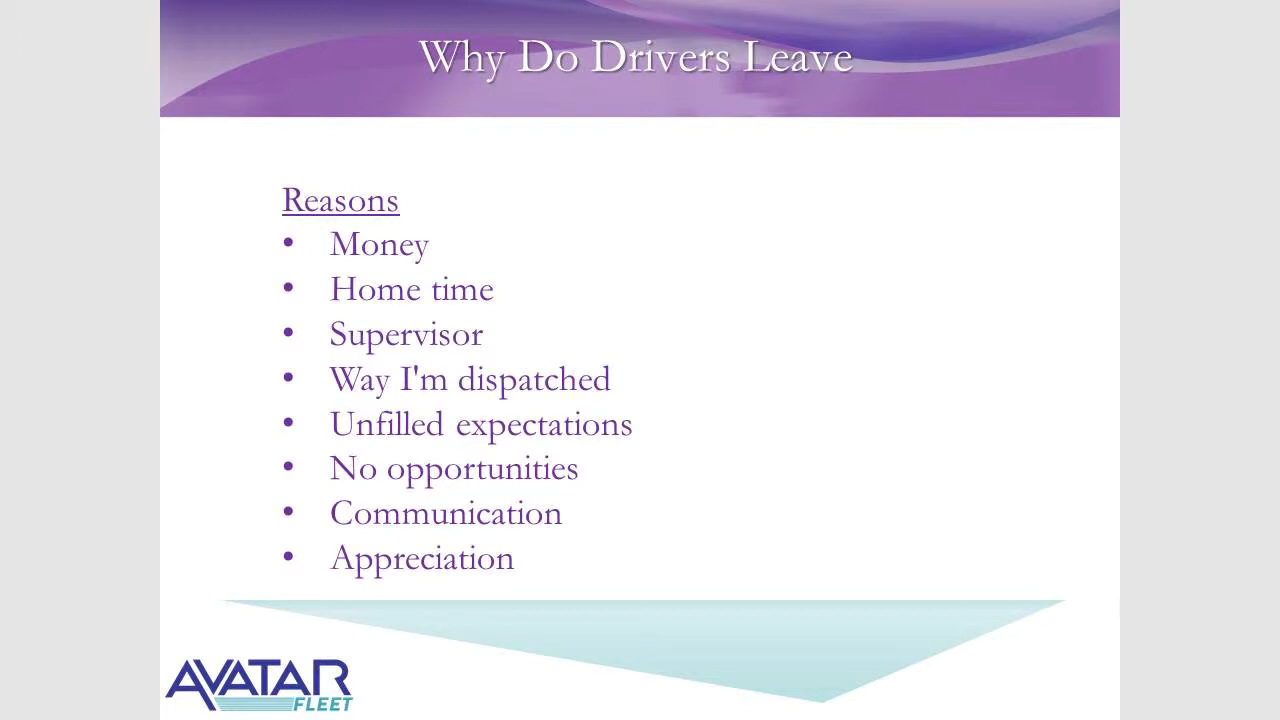 Why Do Drivers Leave
Reasons
• Money
• Home time
• Supervisor
• Way I'm dispatched
• Unfilled expectations
• No opportunities
• Communication
• Appreciation
AVATAR
FLEET